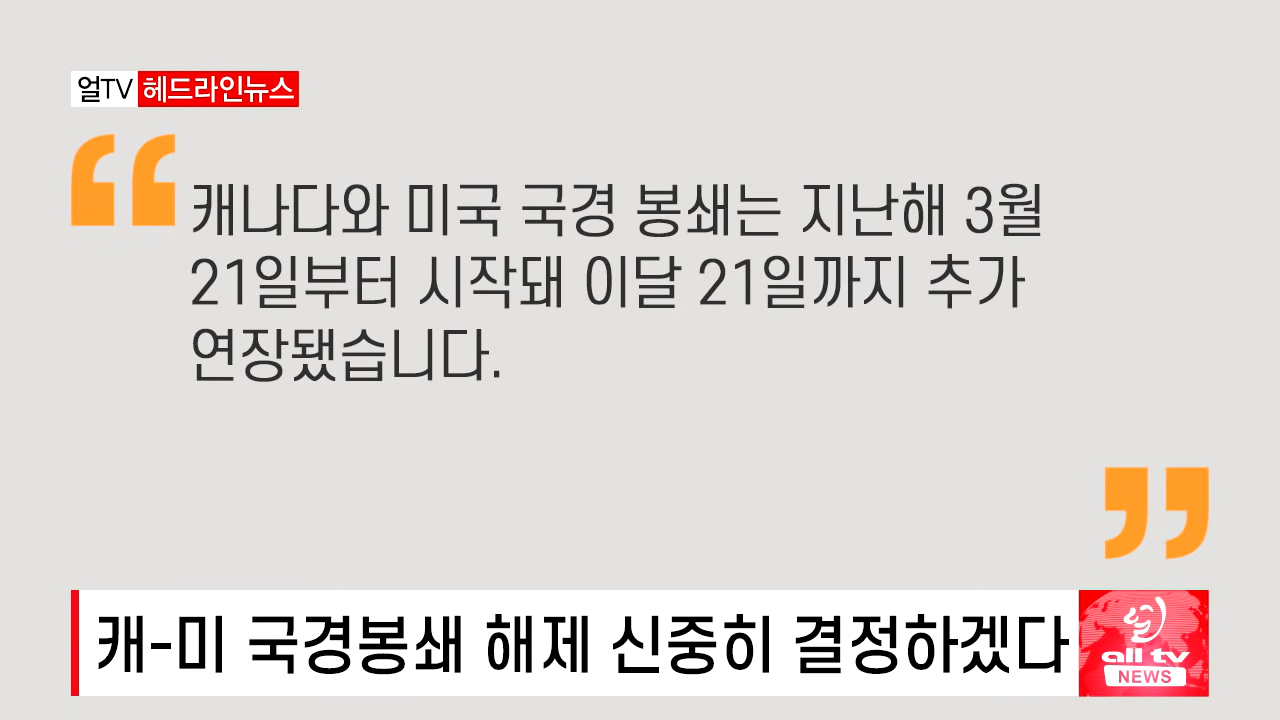 얼TV 헤드라인뉴스
캐나다와 미국 국경 봉쇄는 지난해 3월
21일부터 시작돼 이달 21일까지 추가
연장됐습니다.
캐-미 국경봉쇄 해제 신중히 결정하겠다
얼
all tv
NEWS